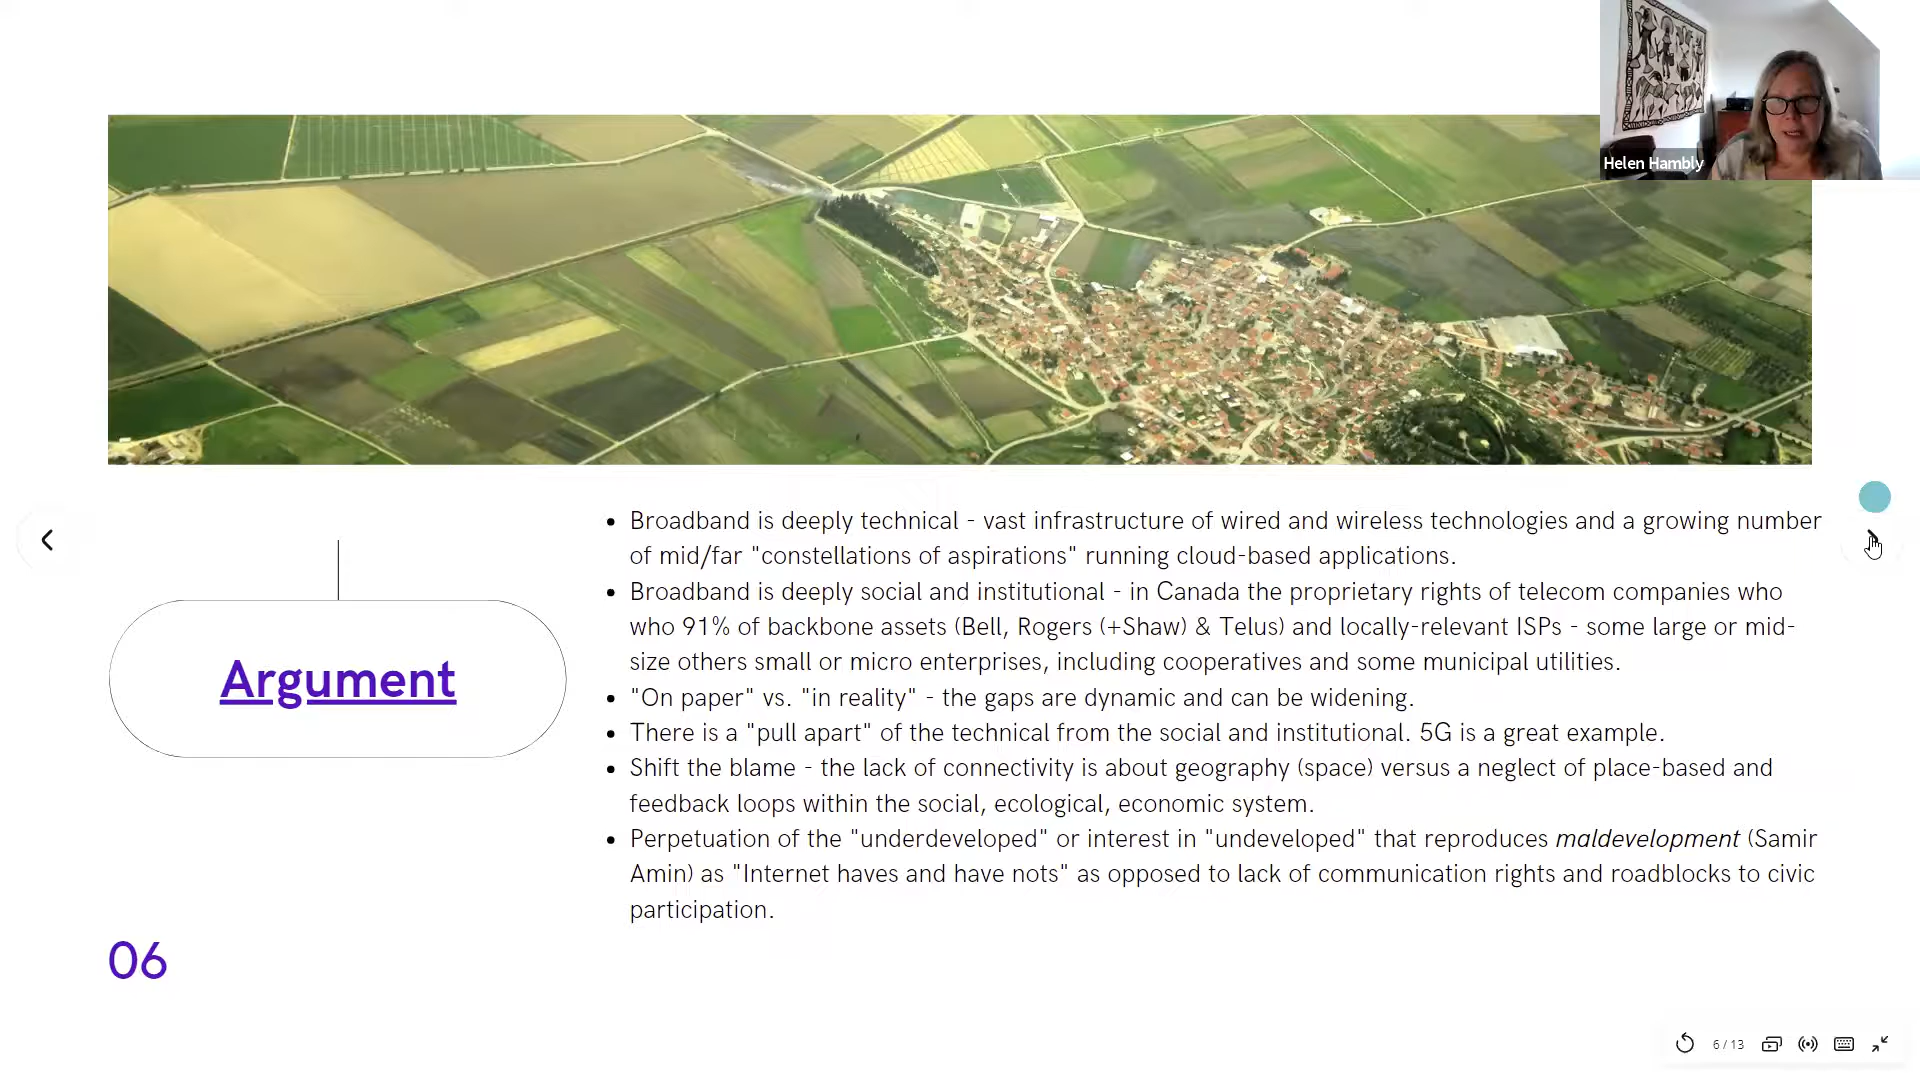 Helen Hambly
Argument
• Broadband is deeply technical - vast infrastructure of wired and wireless technologies and a growing number
of mid/far "constellations of aspirations" running cloud-based applications.
• Broadband is deeply social and institutional - in Canada the proprietary rights of telecom companies who
who 91% of backbone assets (Bell, Rogers (+Shaw) & Telus) and locally-relevant ISPs - some large or mid-
size others small or micro enterprises, including cooperatives and some municipal utilities.
• "On paper" vs. "in reality" - the gaps are dynamic and can be widening.
• There is a "pull apart" of the technical from the social and institutional. 5G is a great example.
• Shift the blame - the lack of connectivity is about geography (space) versus a neglect of place-based and
feedback loops within the social, ecological, economic system.
• Perpetuation of the "underdeveloped" or interest in "undeveloped" that reproduces maldevelopment (Samir
Amin) as "Internet haves and have nots" as opposed to lack of communication rights and roadblocks to civic
participation.
06
6 / 13